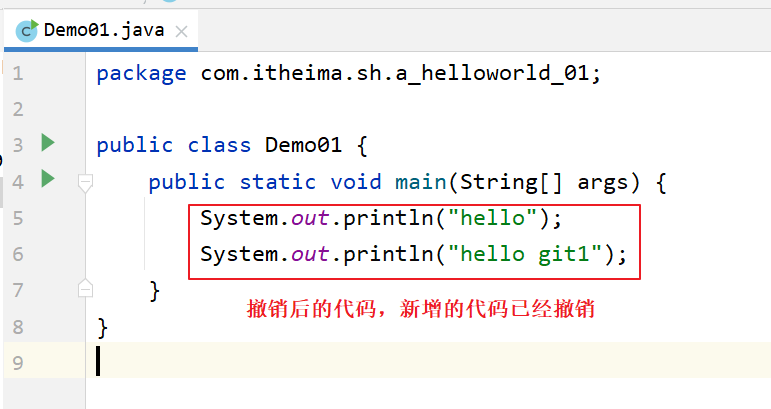 Demo01.java
1 package com.itheima.sh.a_helloworld_01;
2
3 public class Demo01 {
4 public static void main(String[] args) {
5 System.out.println("hello");
6 System.out.println("hello git1");
7 }
撤销后的代码，新增的代码已经撤销
8 }
9